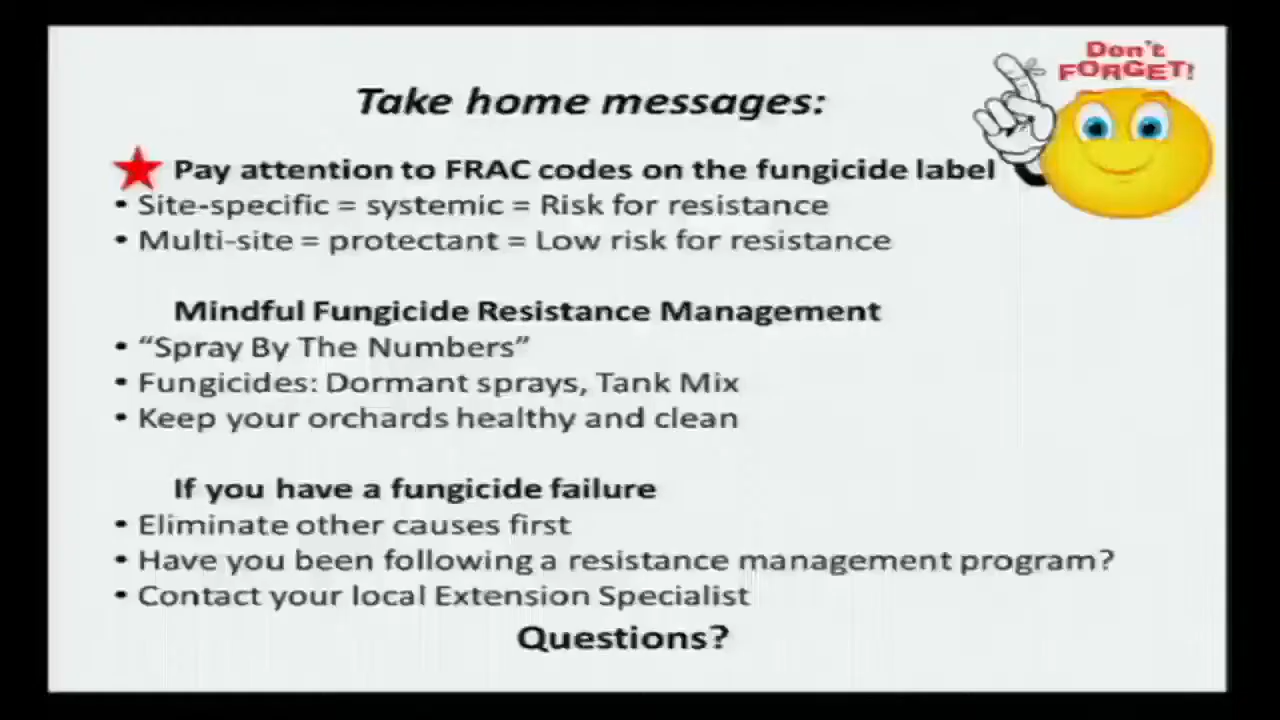 Don't
FORGET!
Take home messages:
Pay attention to FRAC codes on the fungicide label
• Site-specific = systemic = Risk for resistance
• Multi-site = protectant = Low risk for resistance
Mindful Fungicide Resistance Management
• “Spray By The Numbers”
• Fungicides: Dormant sprays, Tank Mix
• Keep your orchards healthy and clean
If you have a fungicide failure
• Eliminate other causes first
• Have you been following a resistance management program?
• Contact your local Extension Specialist
Questions?